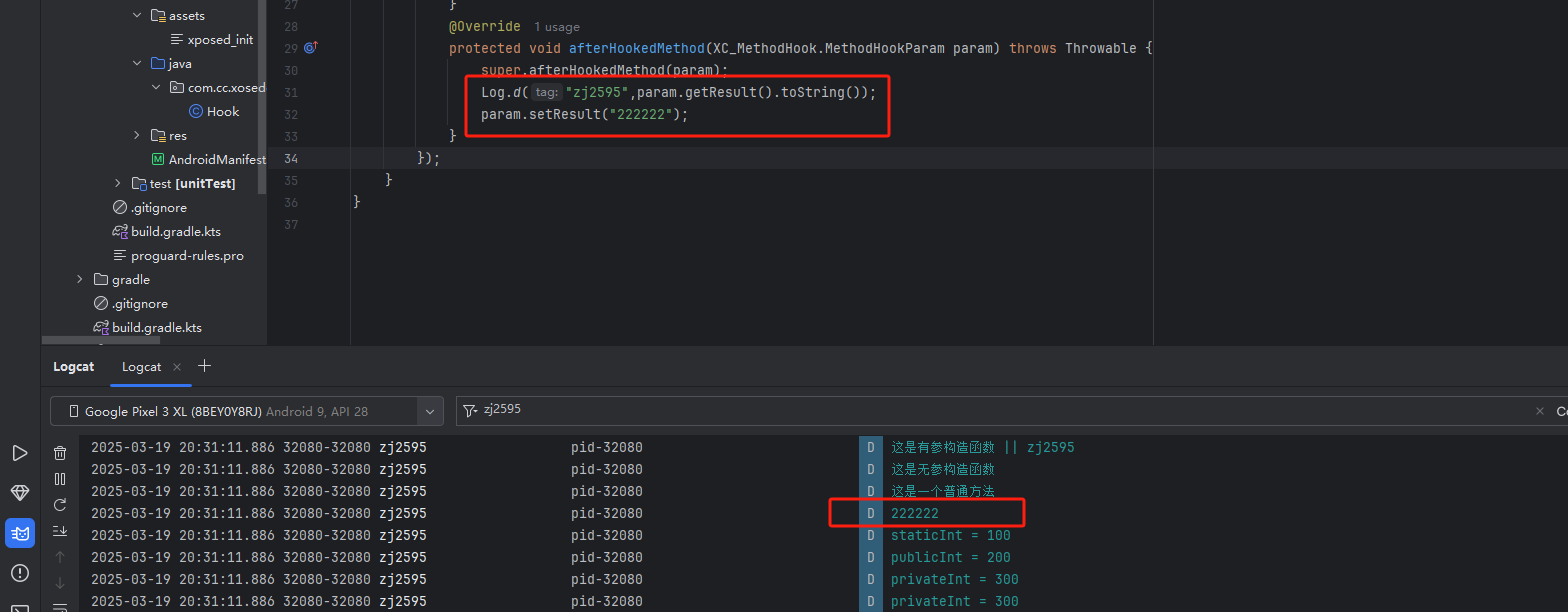 assets
xposed_init
java
com.cc.xosed
Hook
res
AndroidManifest
test [unitTest]
.gitignore
build.gradle.kts
proguard-rules.pro
gradle
.gitignore
build.gradle.kts
27 }
28 @Override 1 usage
29 protected void afterHookedMethod(XC_MethodHook.MethodHookParam param) throws Throwable {
30 super.afterHookedMethod(param);
31 Log.d( tag: "zj2595",param.getResult().toString());
32 param.setResult("222222");
33 }
34 });
35 }
36 }
37
Logcat Logcat × +
Google Pixel 3 XL (8BEY0Y8RJ) Android 9, API 28 zj2595 ×
2025-03-19 20:31:11.886 32080-32080 zj2595 pid-32080 D 这是有参构造函数 || zj2595
2025-03-19 20:31:11.886 32080-32080 zj2595 pid-32080 D 这是无参构造函数
2025-03-19 20:31:11.886 32080-32080 zj2595 pid-32080 D 这是一个普通方法
2025-03-19 20:31:11.886 32080-32080 zj2595 pid-32080 D 222222
2025-03-19 20:31:11.886 32080-32080 zj2595 pid-32080 D staticInt = 100
2025-03-19 20:31:11.886 32080-32080 zj2595 pid-32080 D publicInt = 200
2025-03-19 20:31:11.886 32080-32080 zj2595 pid-32080 D privateInt = 300
2025-03-19 20:31:11.886 32080-32080 zj2595 pid-32080 D privateInt = 300